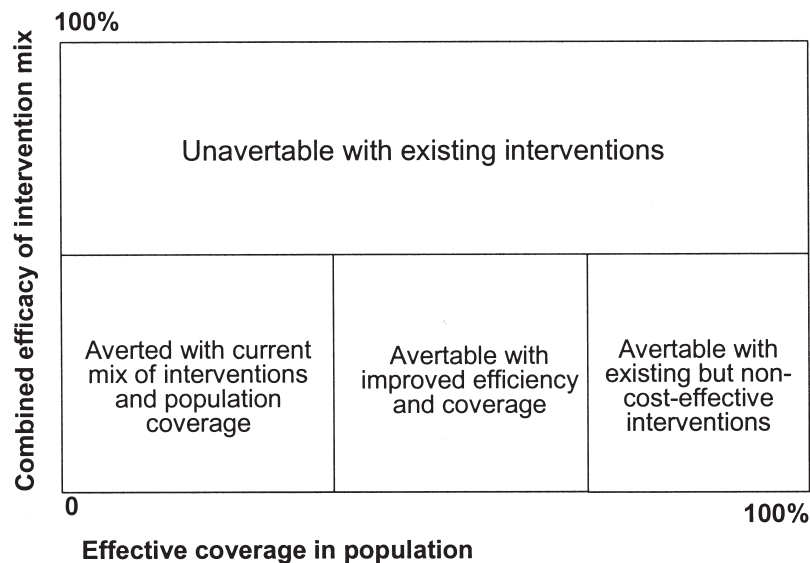 100%
Combined efficacy of intervention mix
Unavertable with existing interventions
Averted with current
mix of interventions
and population
coverage
Avertable with
improved efficiency
and coverage
Avertable with
existing but non-
cost-effective
interventions
0
100%
Effective coverage in population